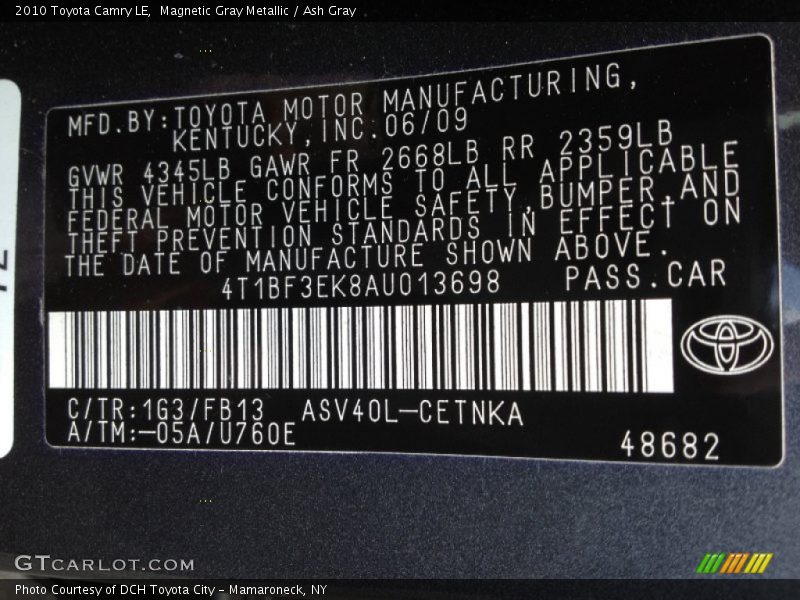 2010 Toyota Camry LE,  Magnetic Gray Metallic / Ash Gray
MFD.BY:TOYOTA MOTOR MANUFACTURING,
KENTUCKY,INC.06/09
GVWR 4345LB GAWR FR 2668LB RR 2359LB
THIS VEHICLE CONFORMS TO ALL APPLICABLE
FEDERAL MOTOR VEHICLE SAFETY,BUMPER,AND
THEFT PREVENTION STANDARDS IN EFFECT ON
THE DATE OF MANUFACTURE SHOWN ABOVE.
4T1BF3EK8AU013698 PASS.CAR
C/TR:1G3/FB13 ASV40L-CETNKA
A/TM:-05A/U760E
48682
GTCARLOT.COM
Photo Courtesy of DCH Toyota City - Mamaroneck, NY